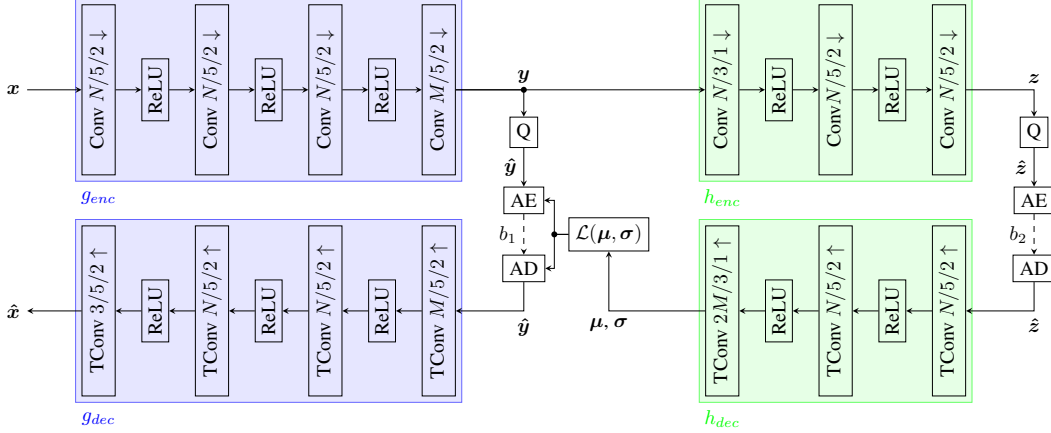 x
Conv N/5/2↓
ReLU
Conv N/5/2↓
ReLU
Conv N/5/2↓
ReLU
Conv M/5/2↓
y
Q
ŷ
AE
b₁
AD
ŷ
Conv N/3/1↓
ReLU
ConvN/5/2↓
ReLU
Conv N/5/2↓
z
Q
ẑ
AE
b₂
AD
ẑ
g_enc
h_enc
ℒ(μ, σ)
x̂
TConv 3/5/2↑
ReLU
TConv N/5/2↑
ReLU
TConv N/5/2↑
ReLU
TConv M/5/2↑
μ, σ
TConv 2M/3/1↑
ReLU
TConv N/5/2↑
ReLU
TConv N/5/2↑
g_dec
h_dec